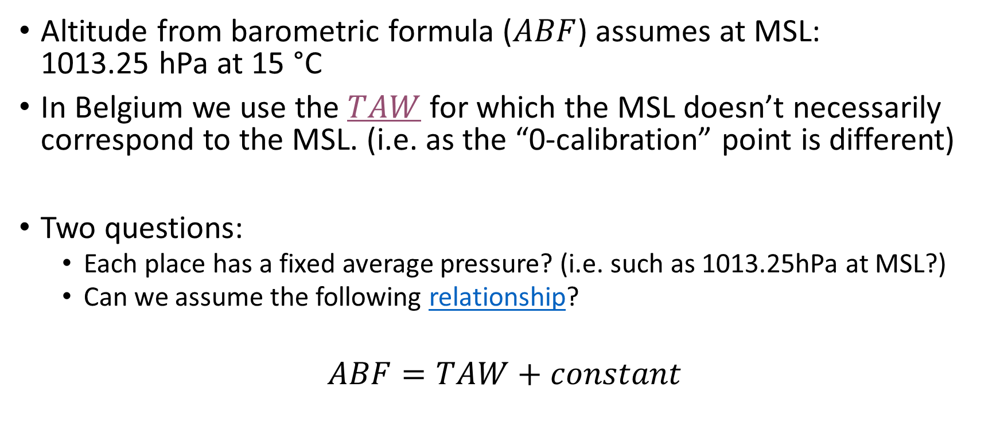 • Altitude from barometric formula (ABF) assumes at MSL:
1013.25 hPa at 15 °C
• In Belgium we use the TAW for which the MSL doesn’t necessarily
correspond to the MSL. (i.e. as the “0-calibration” point is different)
• Two questions:
• Each place has a fixed average pressure? (i.e. such as 1013.25hPa at MSL?)
• Can we assume the following relationship?
ABF = TAW + constant